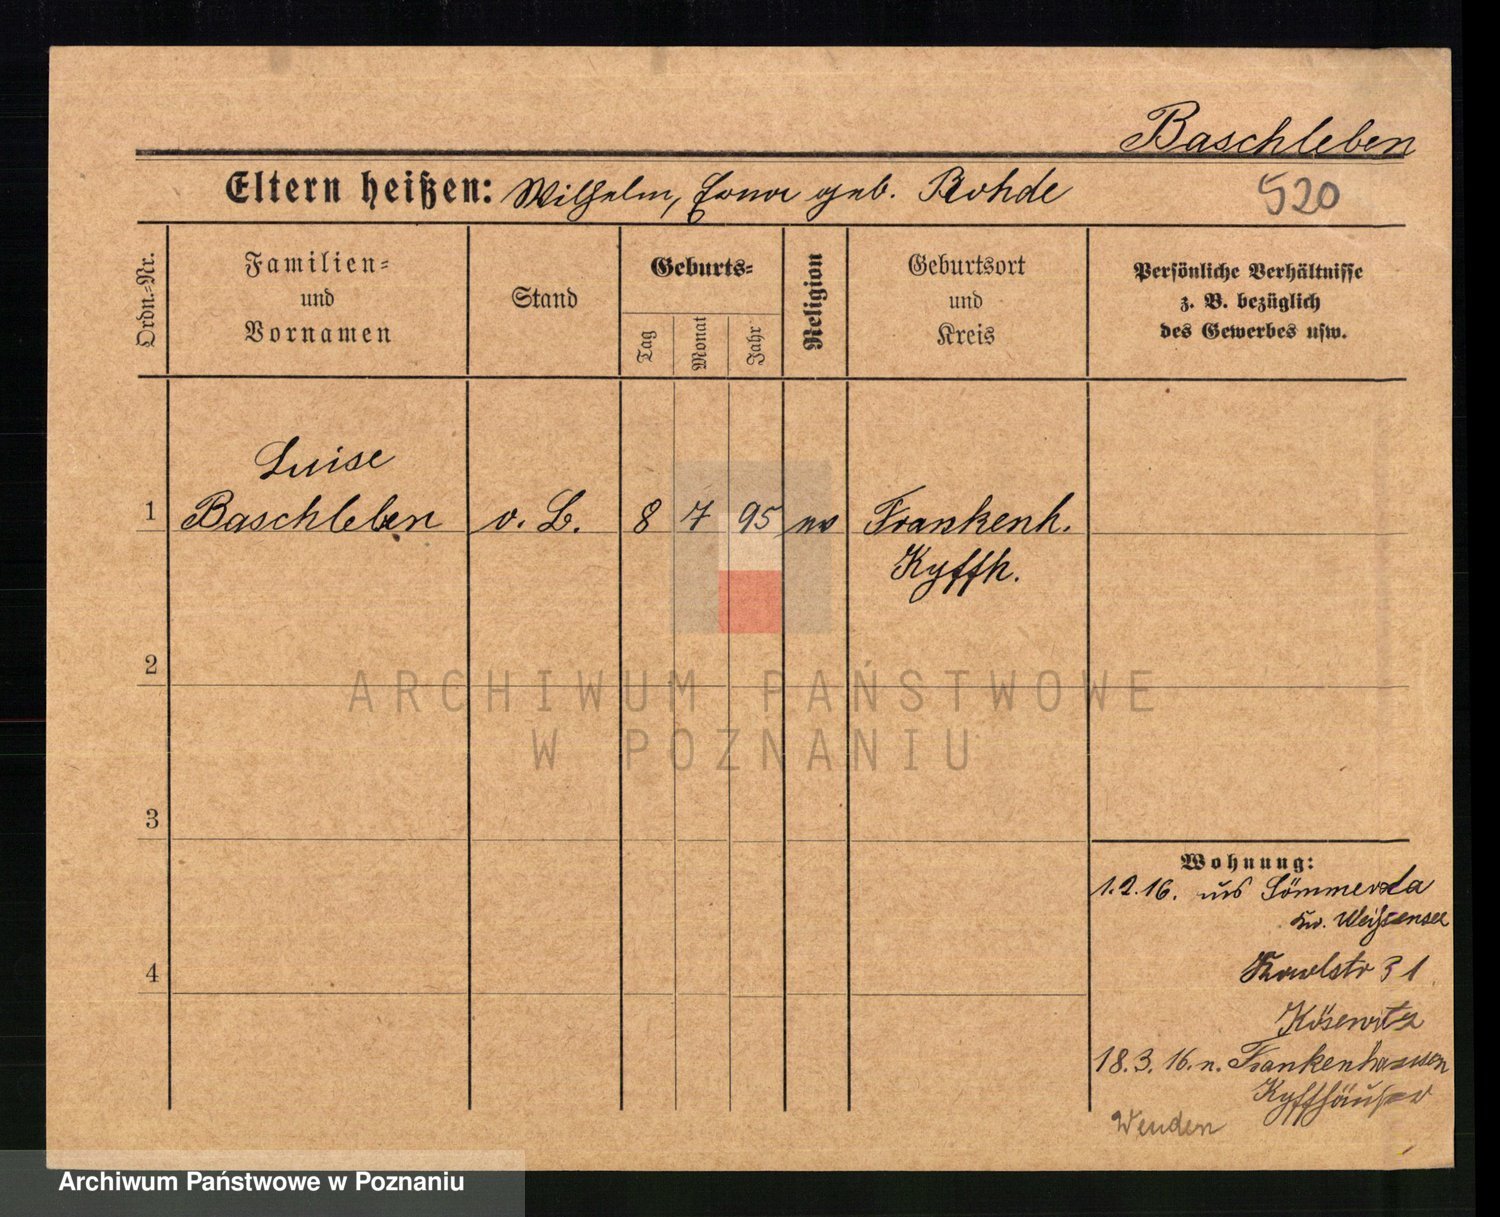 Baschleben
Eltern heißen: Wilhelm, geb. Rohde
520
Ordn.-Nr.
Familien-
und
Vornamen
Stand
Geburts-
Tag
Monat
Jahr
Religion
Geburtsort
und
Kreis
Persönliche Verhältnisse
z. B. bezüglich
des Gewerbes usw.
Luise
1 Baschleben o. B. 8 7 95 ev Frankenh.
Kyffh.
2
3
4
ARCHIWUM PAŃSTWOWE
W POZNANIU
Wohnung:
1.2.16. aus Sömmerda
Kr. Weißensee
31
18.3.16. n. Frankenhausen
Kyffhäuser
Wenden
Archiwum Państwowe w Poznaniu